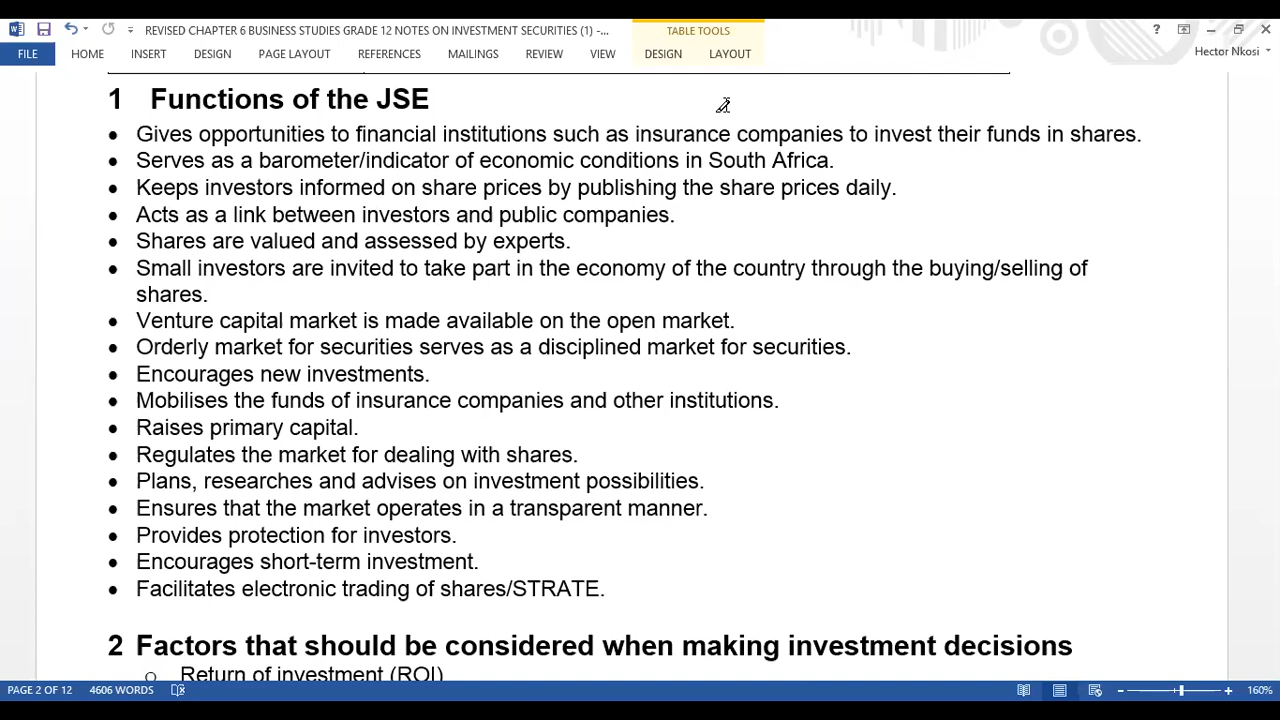 REVISED CHAPTER 6 BUSINESS STUDIES GRADE 12 NOTES ON INVESTMENT SECURITIES (1) -...
TABLE TOOLS
?
FILE HOME INSERT DESIGN PAGE LAYOUT REFERENCES MAILINGS REVIEW VIEW DESIGN LAYOUT
Hector Nkosi
1 Functions of the JSE
• Gives opportunities to financial institutions such as insurance companies to invest their funds in shares.
• Serves as a barometer/indicator of economic conditions in South Africa.
• Keeps investors informed on share prices by publishing the share prices daily.
• Acts as a link between investors and public companies.
• Shares are valued and assessed by experts.
• Small investors are invited to take part in the economy of the country through the buying/selling of
shares.
• Venture capital market is made available on the open market.
• Orderly market for securities serves as a disciplined market for securities.
• Encourages new investments.
• Mobilises the funds of insurance companies and other institutions.
• Raises primary capital.
• Regulates the market for dealing with shares.
• Plans, researches and advises on investment possibilities.
• Ensures that the market operates in a transparent manner.
• Provides protection for investors.
• Encourages short-term investment.
• Facilitates electronic trading of shares/STRATE.
2 Factors that should be considered when making investment decisions
o Return of investment (ROI)
PAGE 2 OF 12 4606 WORDS 160%